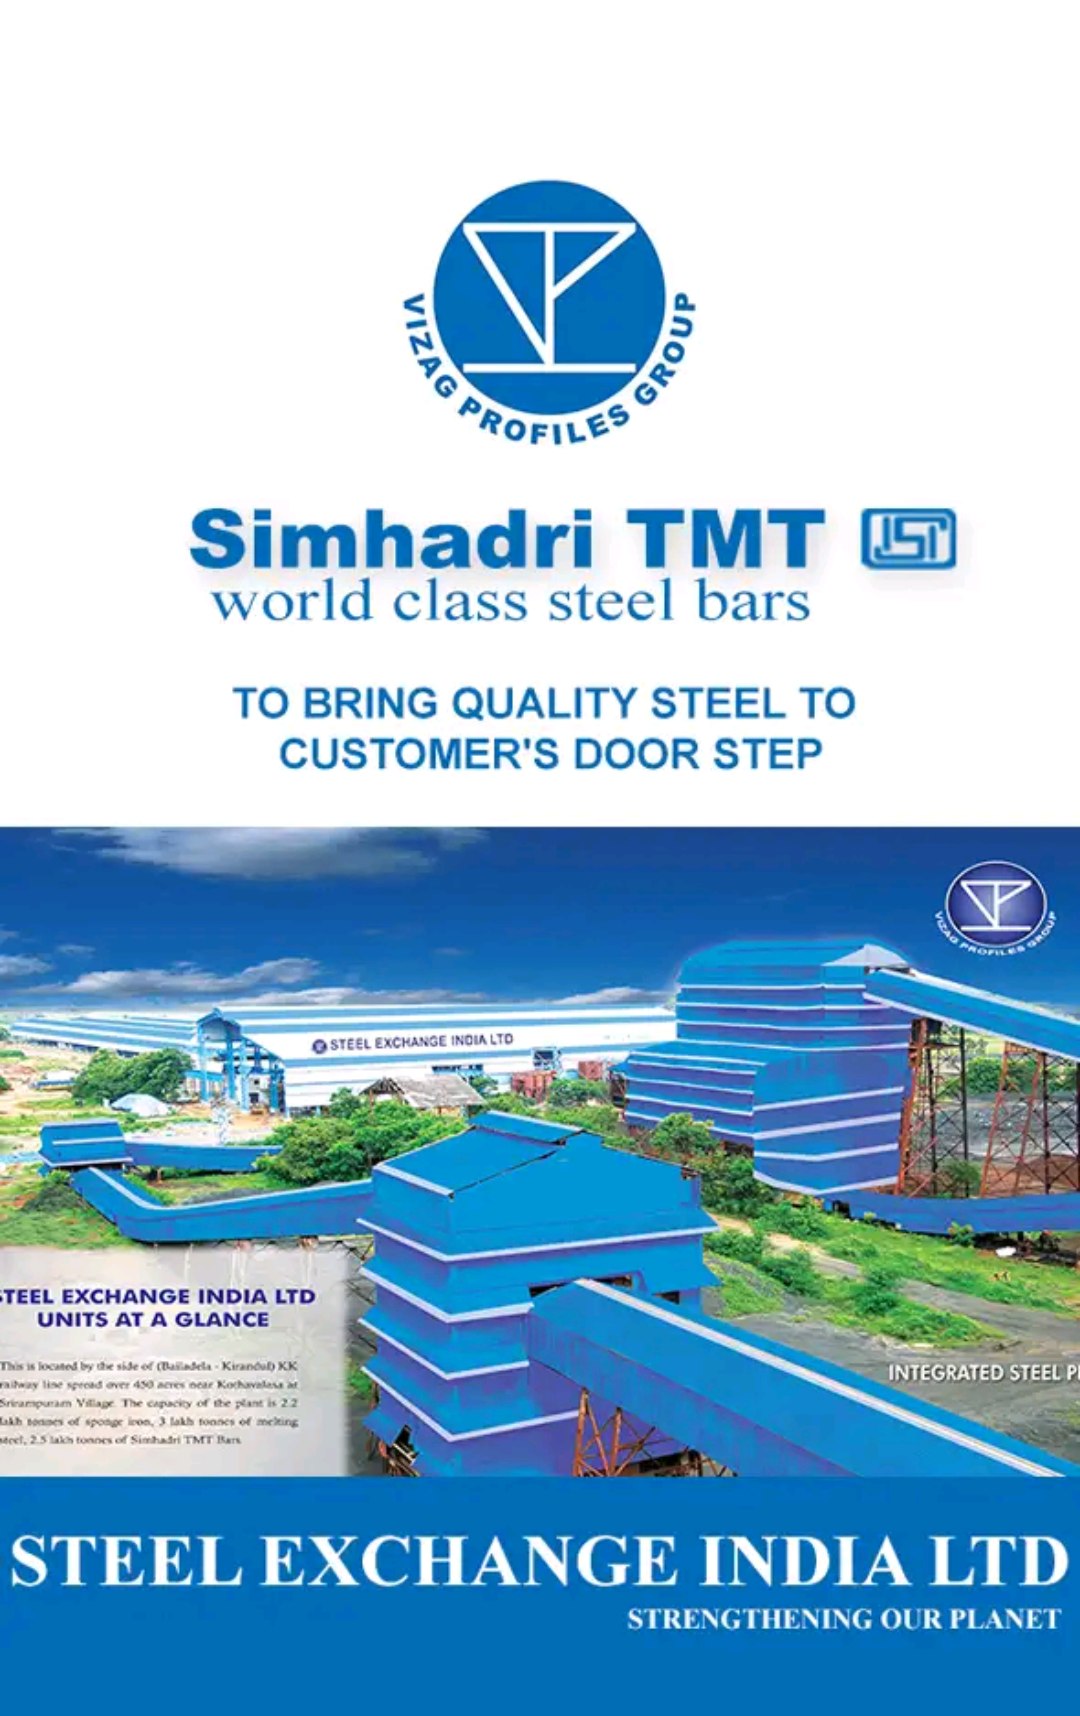 VIZAG PROFILES GROUP
Simhadri TMT ISI
world class steel bars
TO BRING QUALITY STEEL TO
CUSTOMER'S DOOR STEP
VIZAG PROFILES GROUP
STEEL EXCHANGE INDIA LTD
STEEL EXCHANGE INDIA LTD
UNITS AT A GLANCE
This is located by the side of (Bailadela - Kirandul) KK
railway line spread over 450 acres near Kothavalasa at
Srirampuram Village. The capacity of the plant is 2.2
lakh tonnes of sponge iron, 3 lakh tonnes of melting
steel, 2.5 lakh tonnes of Simhadri TMT Bars
INTEGRATED STEEL
STEEL EXCHANGE INDIA LTD
STRENGTHENING OUR PLANET